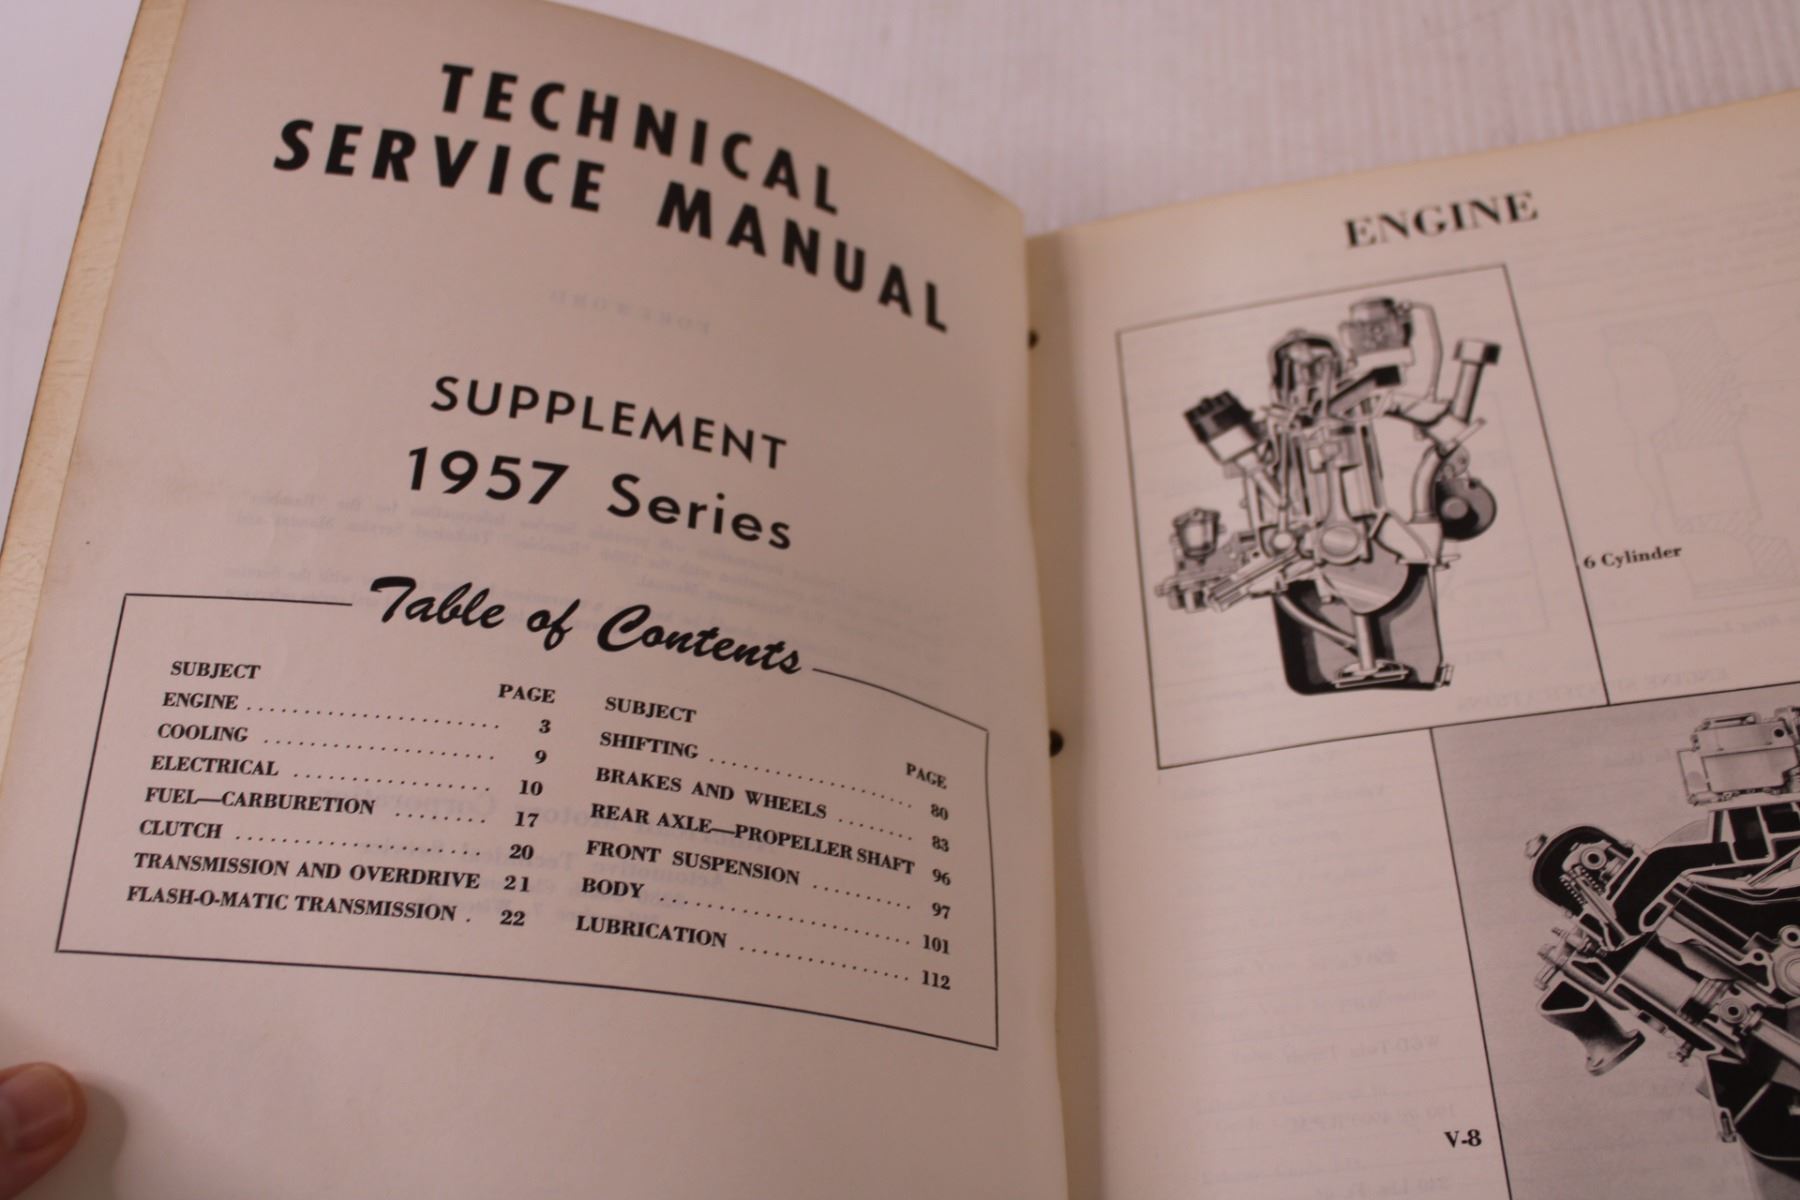 TECHNICAL
SERVICE MANUAL
SUPPLEMENT
1957 Series
Table of Contents
SUBJECT PAGE
ENGINE 3
COOLING 9
ELECTRICAL 10
FUEL—CARBURETION 17
CLUTCH 20
TRANSMISSION AND OVERDRIVE 21
FLASH-O-MATIC TRANSMISSION 22
SUBJECT PAGE
SHIFTING 80
BRAKES AND WHEELS 83
REAR AXLE—PROPELLER SHAFT 96
FRONT SUSPENSION 97
BODY 101
LUBRICATION 112
ENGINE
6 Cylinder
V-8